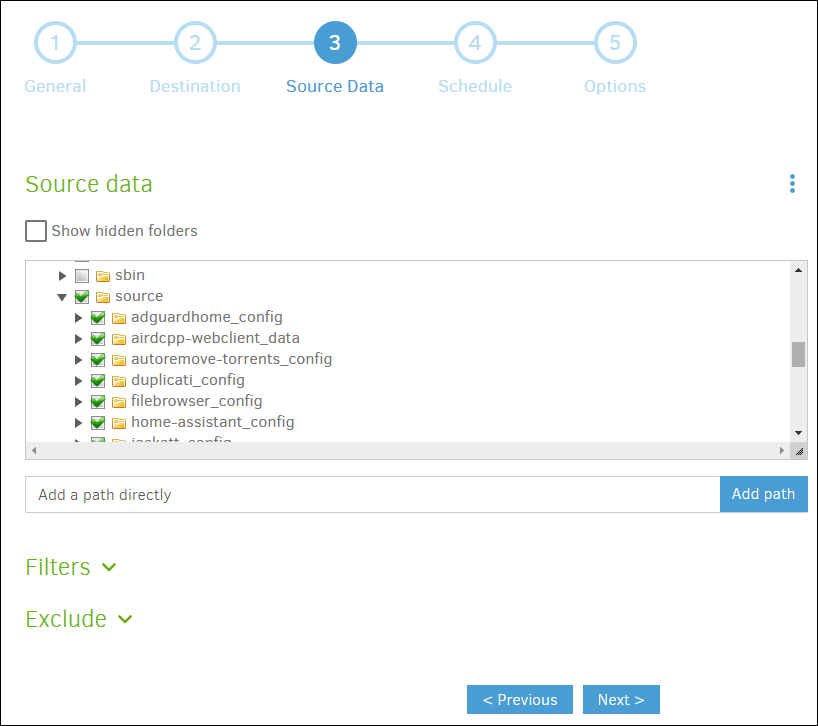 1 2 3 4 5
General Destination Source Data Schedule Options
Source data
Show hidden folders
sbin
source
adguardhome_config
airdcpp-webclient_data
autoremove-torrents_config
duplicati_config
filebrowser_config
home-assistant_config
jackett_config
Add a path directly Add path
Filters
Exclude
< Previous Next >